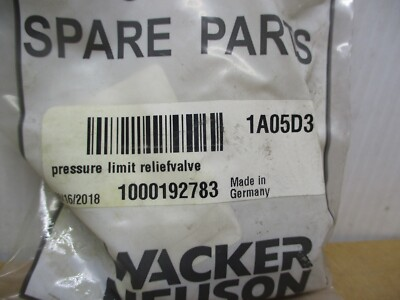 SPARE PARTS
1A05D3
pressure limit reliefvalve
16/2018 1000192783 Made in
Germany
WACKER
NEUSON